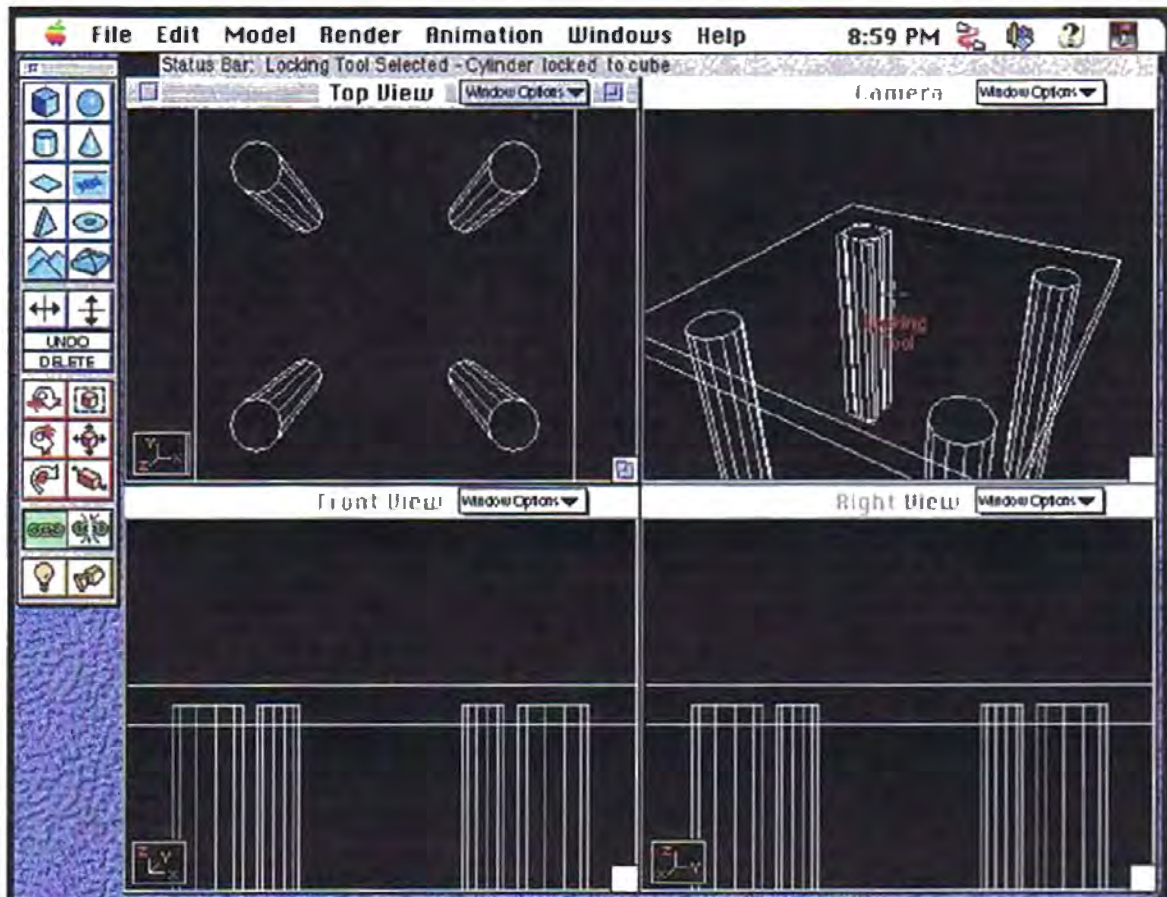 File Edit Model Render Animation Windows Help 8:59 PM
Status Bar: Locking Tool Selected - Cylinder locked to cube
Top View Window Options
Camera Window Options
UNDO
DELETE
Tool
Y
Z X
Front View Window Options
Right View Window Options
Z Y
X
Z
X Y